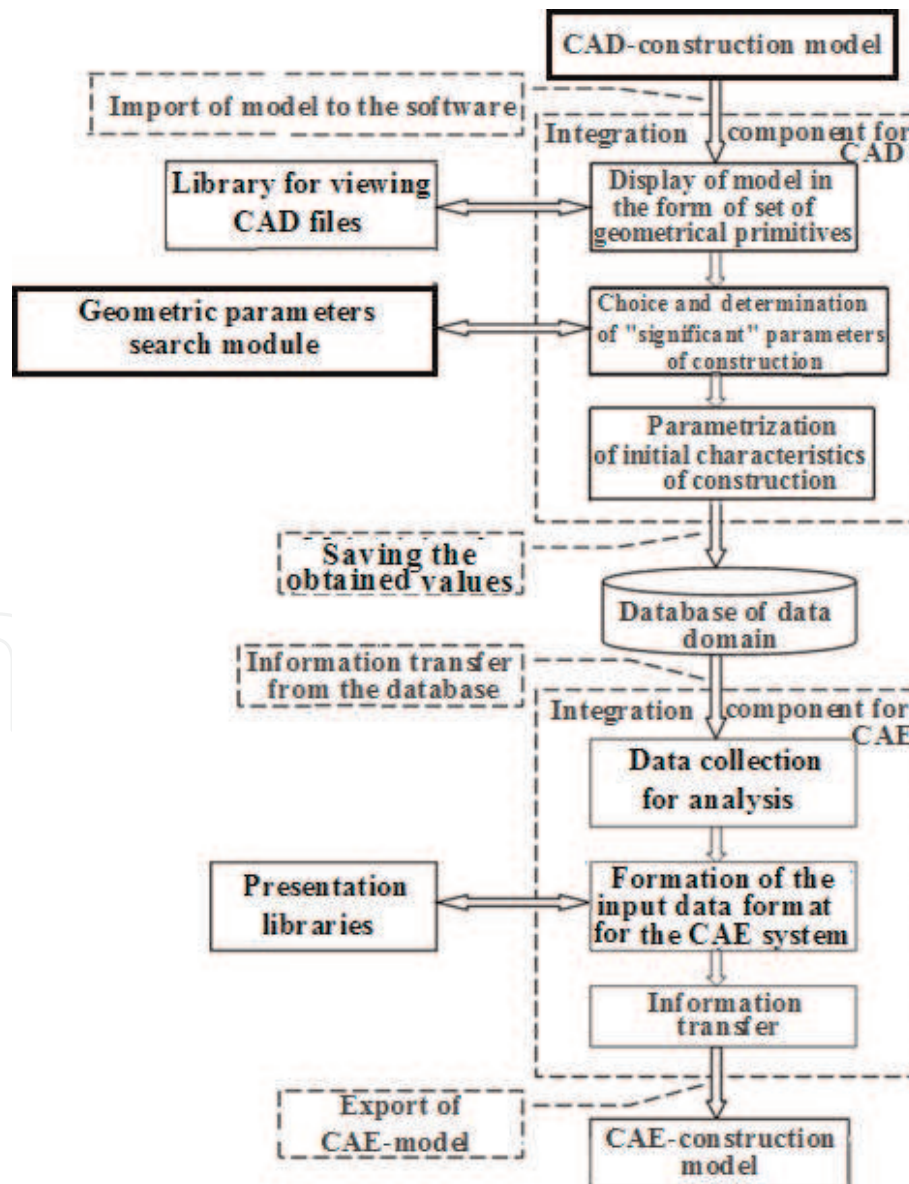 CAD-construction model
Import of model to the software
Integration component for
CAD
Library for viewing
CAD files
Display of model in
the form of set of
geometrical primitives
Geometric parameters
search module
Choice and determination
of "significant" parameters
of construction
Parametrization
of initial characteristics
of construction
Saving the
obtained values
Database of data
domain
Information transfer
from the database
Integration component for
CAE
Data collection
for analysis
Presentation
libraries
Formation of the
input data format
for the CAE system
Information
transfer
Export of
CAE-model
CAE-construction
model